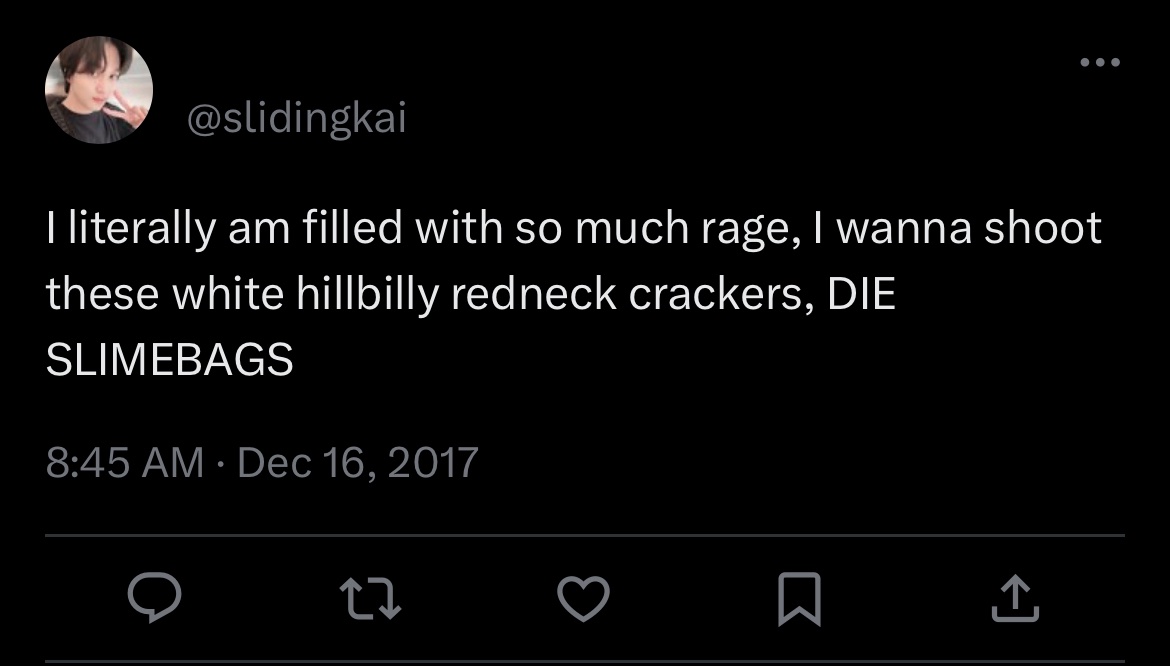 @slidingkai
I literally am filled with so much rage, I wanna shoot
these white hillbilly redneck crackers, DIE
SLIMEBAGS
8:45 AM · Dec 16, 2017